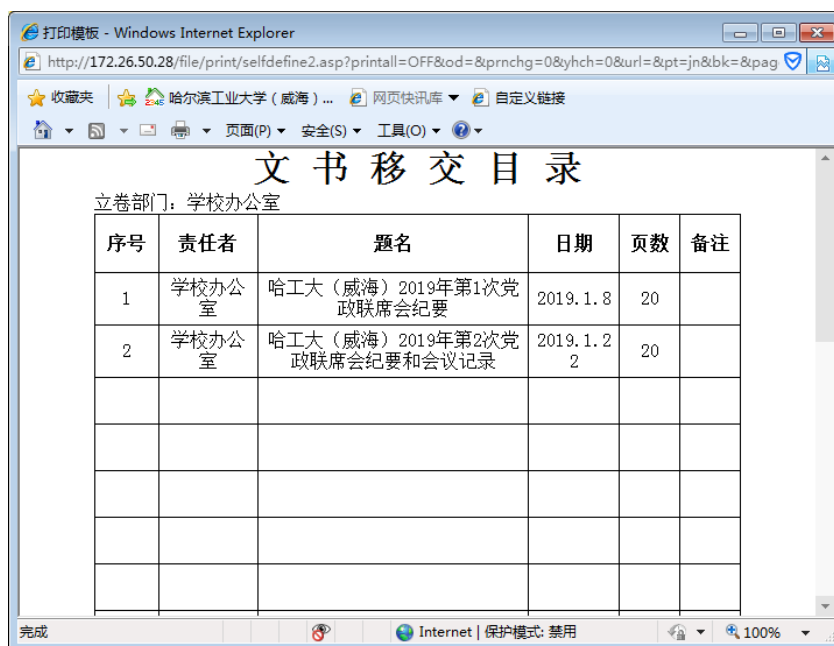 打印模板 - Windows Internet Explorer
http://172.26.50.28/file/print/selfdefine2.asp?printall=OFF&od=&prnchg=0&yhch=0&url=&pt=jn&bk=&pag
收藏夹 哈尔滨工业大学（威海）... 网页快讯库 自定义链接
页面(P) 安全(S) 工具(O)
文 书 移 交 目 录
立卷部门：学校办公室
序号 责任者 题名 日期 页数 备注
1 学校办公室 哈工大（威海）2019年第1次党政联席会纪要 2019.1.8 20
2 学校办公室 哈工大（威海）2019年第2次党政联席会纪要和会议记录 2019.1.22 20
完成 Internet | 保护模式: 禁用 100%